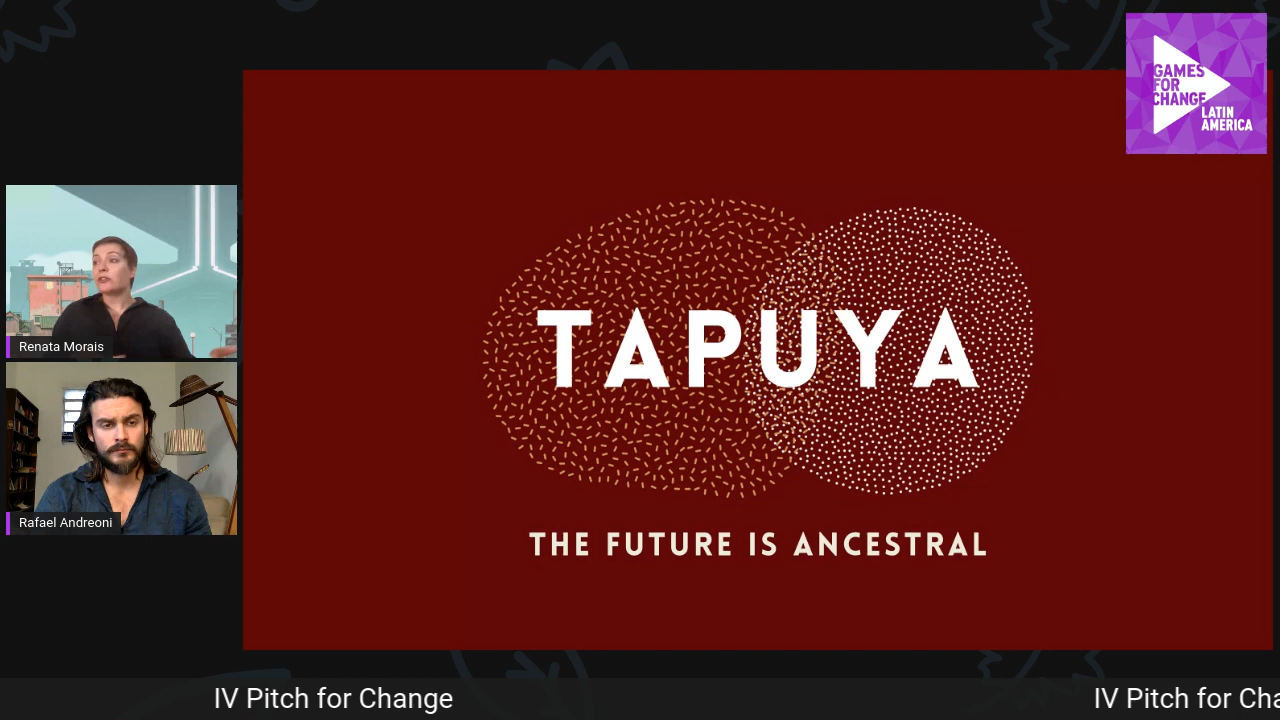 GAMES
FOR
CHANGE
LATIN
AMERICA
TAPUYA
THE FUTURE IS ANCESTRAL
Renata Morais
Rafael Andreoni
IV Pitch for Change
IV Pitch for Cha